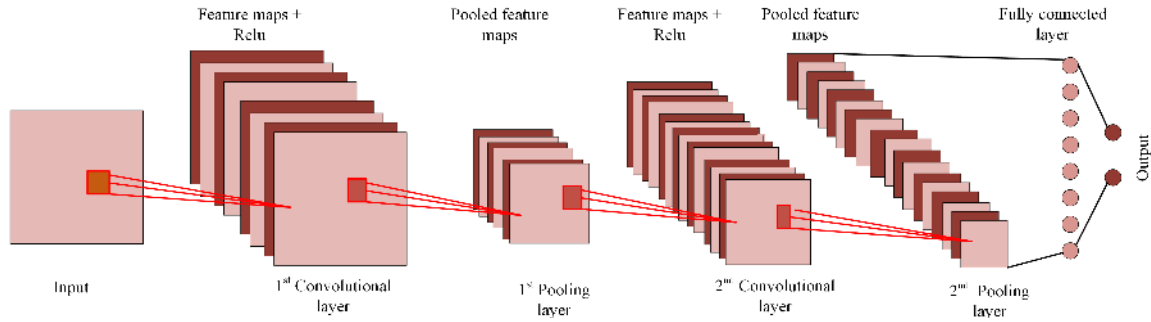 Feature maps +
Relu
Pooled feature
maps
Feature maps +
Relu
Pooled feature
maps
Fully connected
layer
Output
Input
1st Convolutional
layer
1st Pooling
layer
2nd Convolutional
layer
2nd Pooling
layer